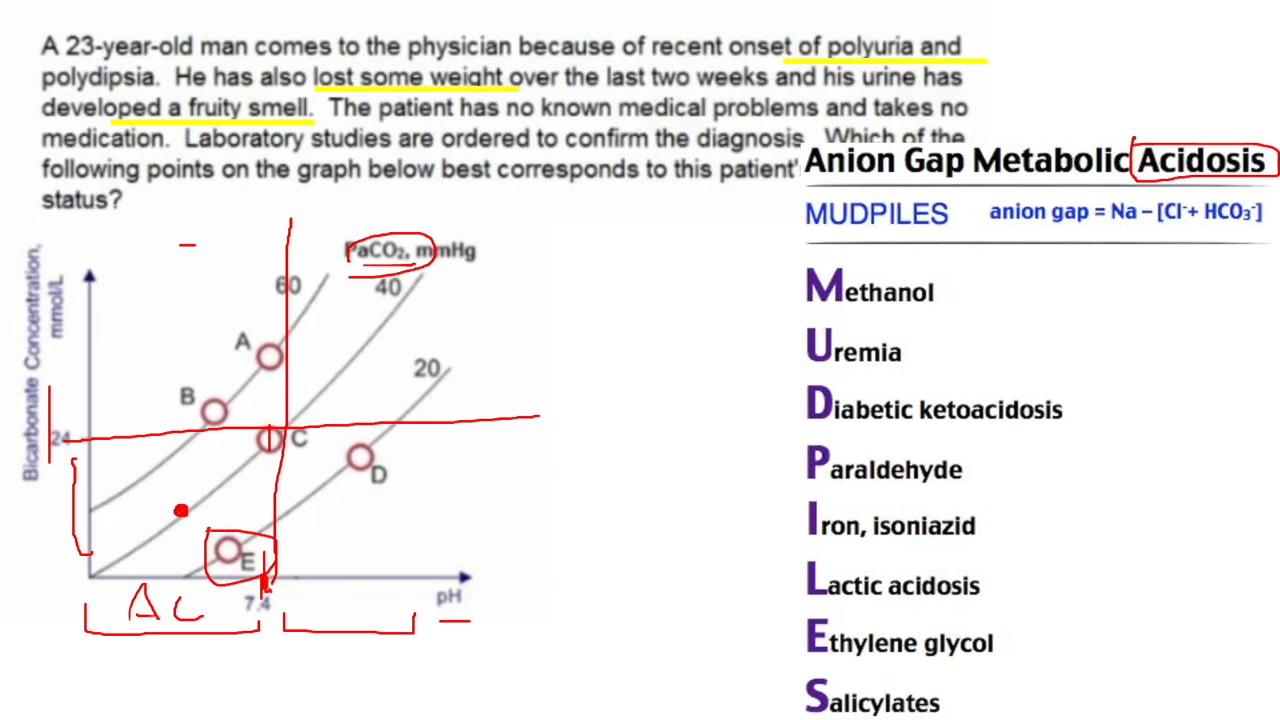 A 23-year-old man comes to the physician because of recent onset of polyuria and
polydipsia. He has also lost some weight over the last two weeks and his urine has
developed a fruity smell. The patient has no known medical problems and takes no
medication. Laboratory studies are ordered to confirm the diagnosis. Which of the
following points on the graph below best corresponds to this patient'
status?
Anion Gap Metabolic Acidosis
MUDPILES anion gap = Na – [Cl⁻+ HCO₃⁻]
Methanol
Uremia
Diabetic ketoacidosis
Paraldehyde
Iron, isoniazid
Lactic acidosis
Ethylene glycol
Salicylates
Bicarbonate Concentration,
mmol/L
PaCO₂, mmHg
60
40
20
A
B
C
D
E
24
7.4
pH
AC